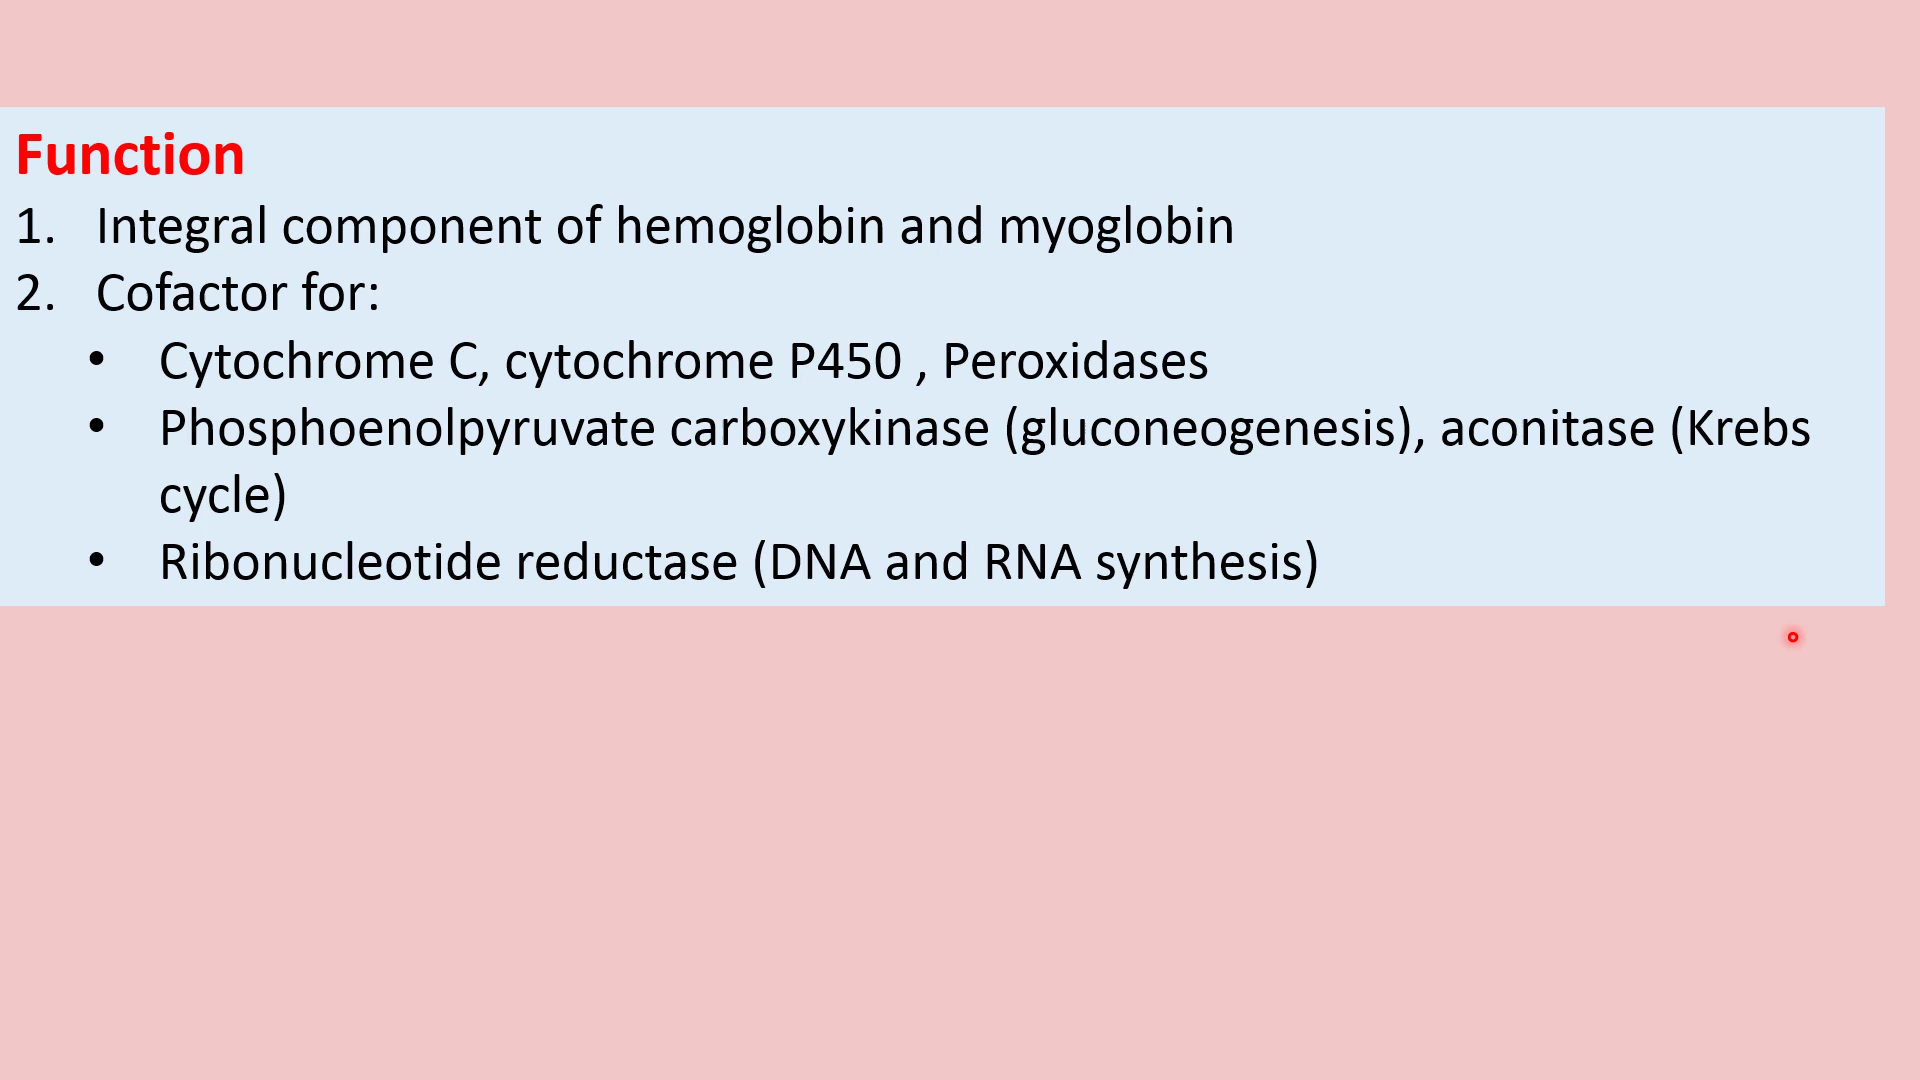 Function
1. Integral component of hemoglobin and myoglobin
2. Cofactor for:
• Cytochrome C, cytochrome P450 , Peroxidases
• Phosphoenolpyruvate carboxykinase (gluconeogenesis), aconitase (Krebs
cycle)
• Ribonucleotide reductase (DNA and RNA synthesis)